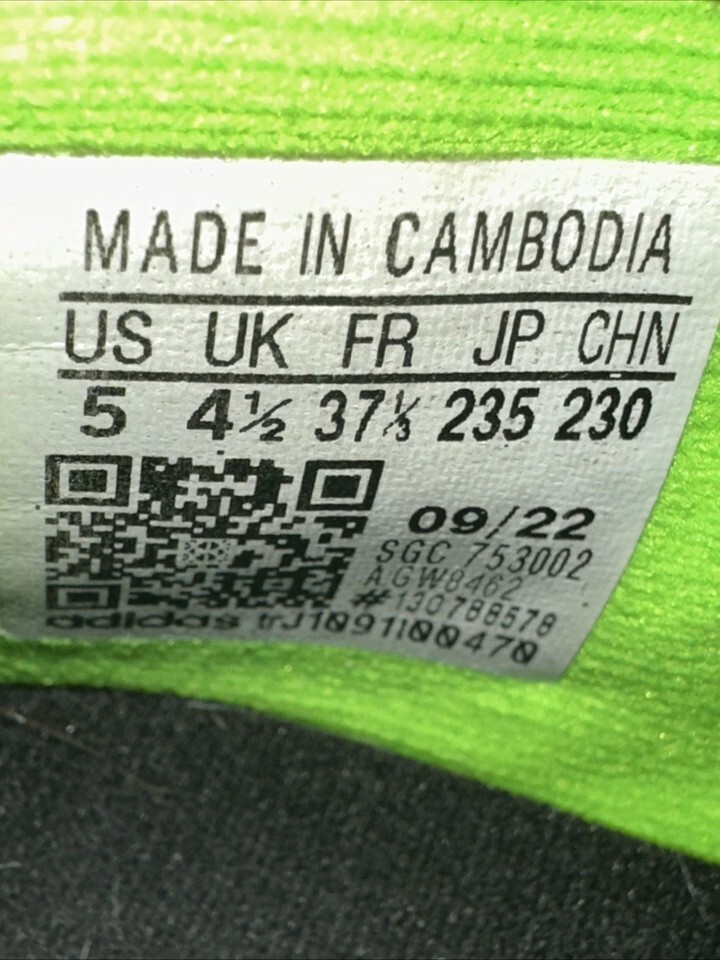 MADE IN CAMBODIA
US UK FR JP CHN
5 4½ 37⅓ 235 230
09/22
SGC 753002
AGW8462
#130788578
adidas trJ1091l00470